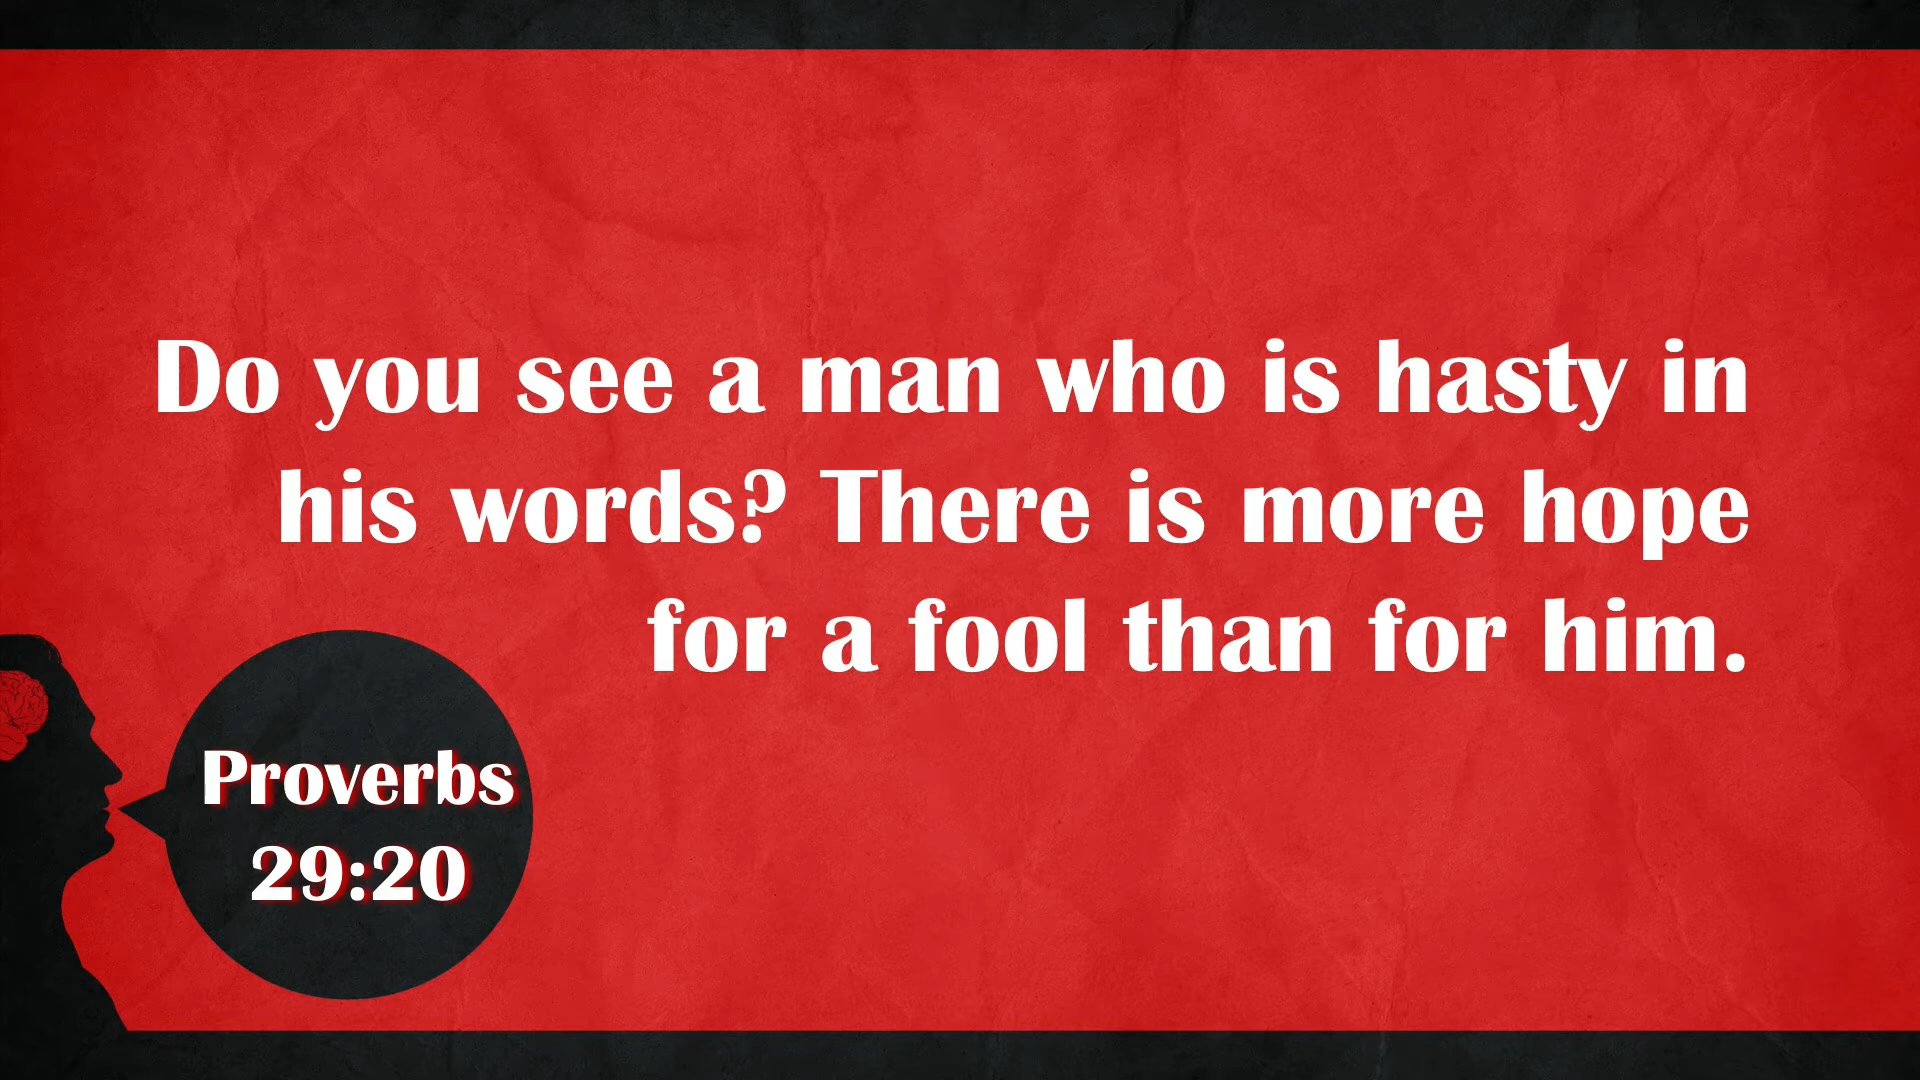 Do you see a man who is hasty in
his words? There is more hope
for a fool than for him.
Proverbs
29:20